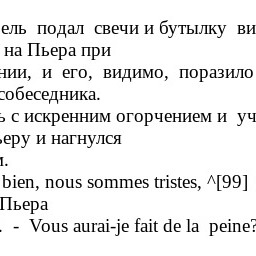 ель подал свечи и бутылку ви
на Пьера при
нии, и его, видимо, поразило
собеседника.
ь с искренним огорчением и уч
ьеру и нагнулся
м.
bien, nous sommes tristes, ^[99]
Пьера
. - Vous aurai-je fait de la peine?